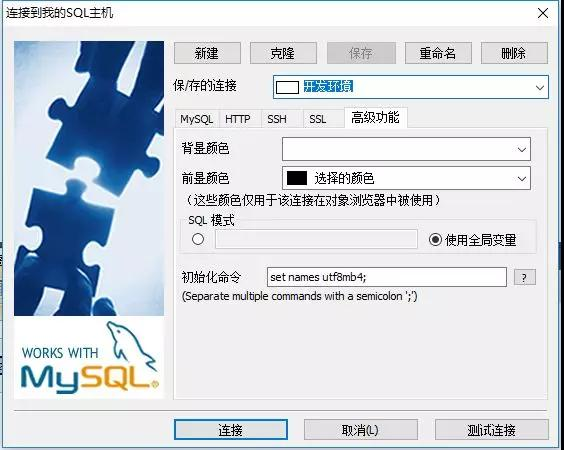 连接到我的SQL主机
新建 克隆 保存 重命名 删除
保/存的连接 开发环境
MySQL HTTP SSH SSL 高级功能
背景颜色
前景颜色 选择的颜色
（这些颜色仅用于该连接在对象浏览器中被使用）
SQL 模式
使用全局变量
初始化命令 set names utf8mb4; ?
(Separate multiple commands with a semicolon ';')
WORKS WITH
MySQL®
连接 取消(L) 测试连接